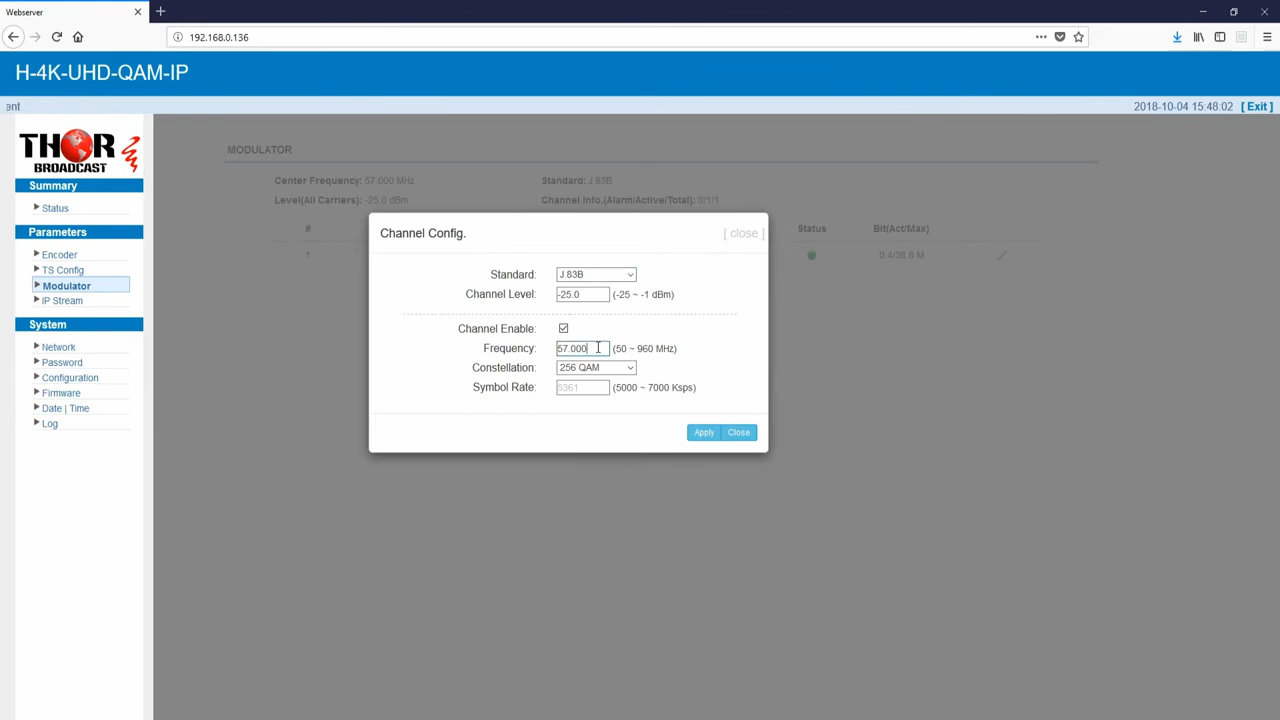 Webserver
192.168.0.136
H-4K-UHD-QAM-IP
ent
2018-10-04 15:48:02 [ Exit ]
THOR
BROADCAST
Summary
Status
Parameters
Encoder
TS Config
Modulator
IP Stream
System
Network
Password
Configuration
Firmware
Date | Time
Log
MODULATOR
Center Frequency: 57.000 MHz
Standard: J.83B
Level(All Carriers): -25.0 dBm
Channel Info.(Alarm/Active/Total): 0/1/1
# Status Bit(Act/Max)
1 0.4/38.8 M
Channel Config.
[ close ]
Standard: J.83B
Channel Level: -25.0 (-25 ~ -1 dBm)
Channel Enable:
Frequency: 57.000 (50 ~ 960 MHz)
Constellation: 256 QAM
Symbol Rate: 5361 (5000 ~ 7000 Ksps)
Apply Close